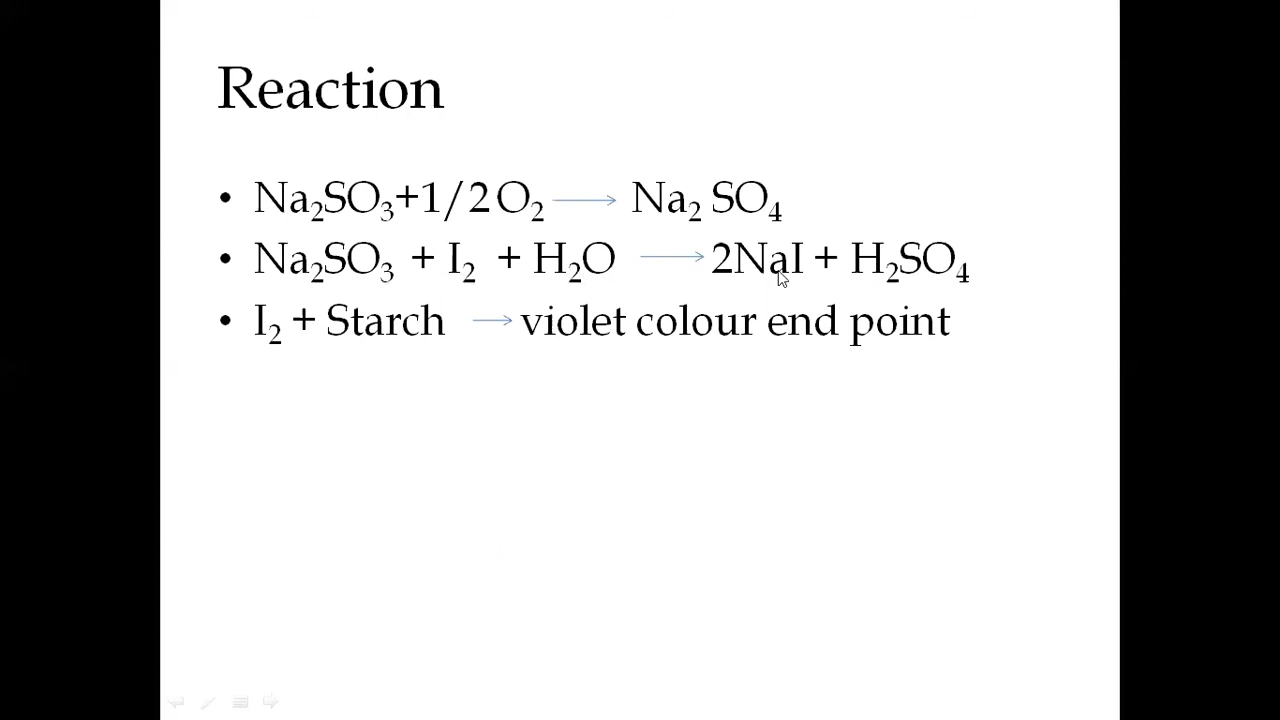 Reaction
• Na₂SO₃+1/2 O₂ → Na₂ SO₄
• Na₂SO₃ + I₂ + H₂O → 2NaI + H₂SO₄
• I₂ + Starch → violet colour end point